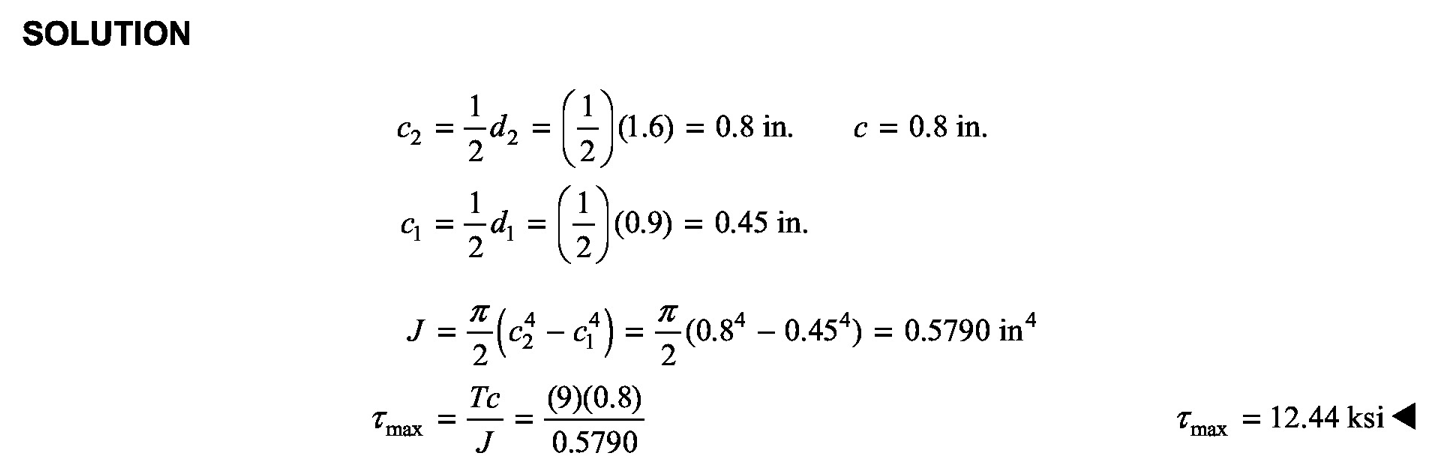 SOLUTION
c₂ = 1/2 d₂ = (1/2)(1.6) = 0.8 in. c = 0.8 in.
c₁ = 1/2 d₁ = (1/2)(0.9) = 0.45 in.
J = π/2 (c₂⁴ − c₁⁴) = π/2 (0.8⁴ − 0.45⁴) = 0.5790 in⁴
τmax = Tc/J = (9)(0.8)/0.5790 τmax = 12.44 ksi ◀